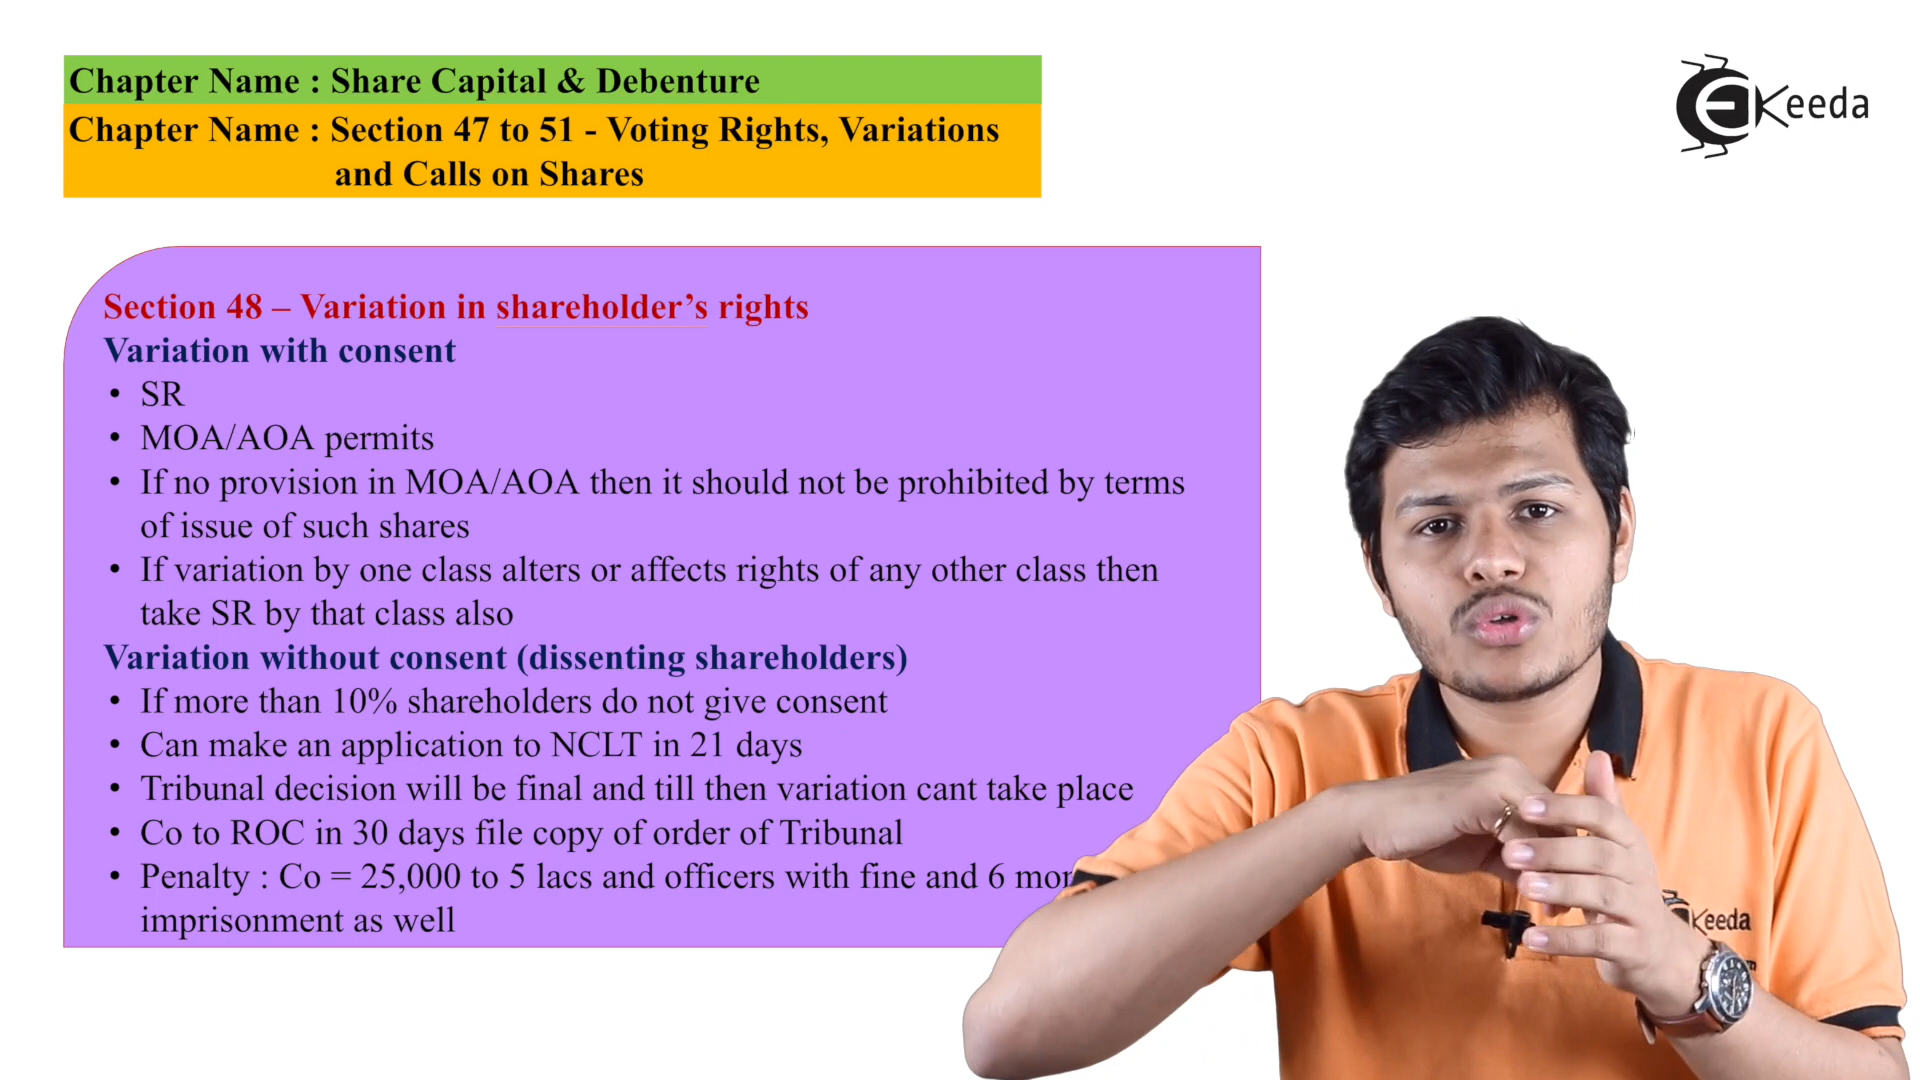 Chapter Name : Share Capital & Debenture
Chapter Name : Section 47 to 51 - Voting Rights, Variations
and Calls on Shares
Keeda
Section 48 – Variation in shareholder’s rights
Variation with consent
• SR
• MOA/AOA permits
• If no provision in MOA/AOA then it should not be prohibited by terms
of issue of such shares
• If variation by one class alters or affects rights of any other class then
take SR by that class also
Variation without consent (dissenting shareholders)
• If more than 10% shareholders do not give consent
• Can make an application to NCLT in 21 days
• Tribunal decision will be final and till then variation cant take place
• Co to ROC in 30 days file copy of order of Tribunal
• Penalty : Co = 25,000 to 5 lacs and officers with fine and 6
imprisonment as well
Keeda